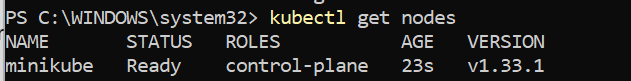 PS C:\WINDOWS\system32> kubectl get nodes
NAME STATUS ROLES AGE VERSION
minikube Ready control-plane 23s v1.33.1